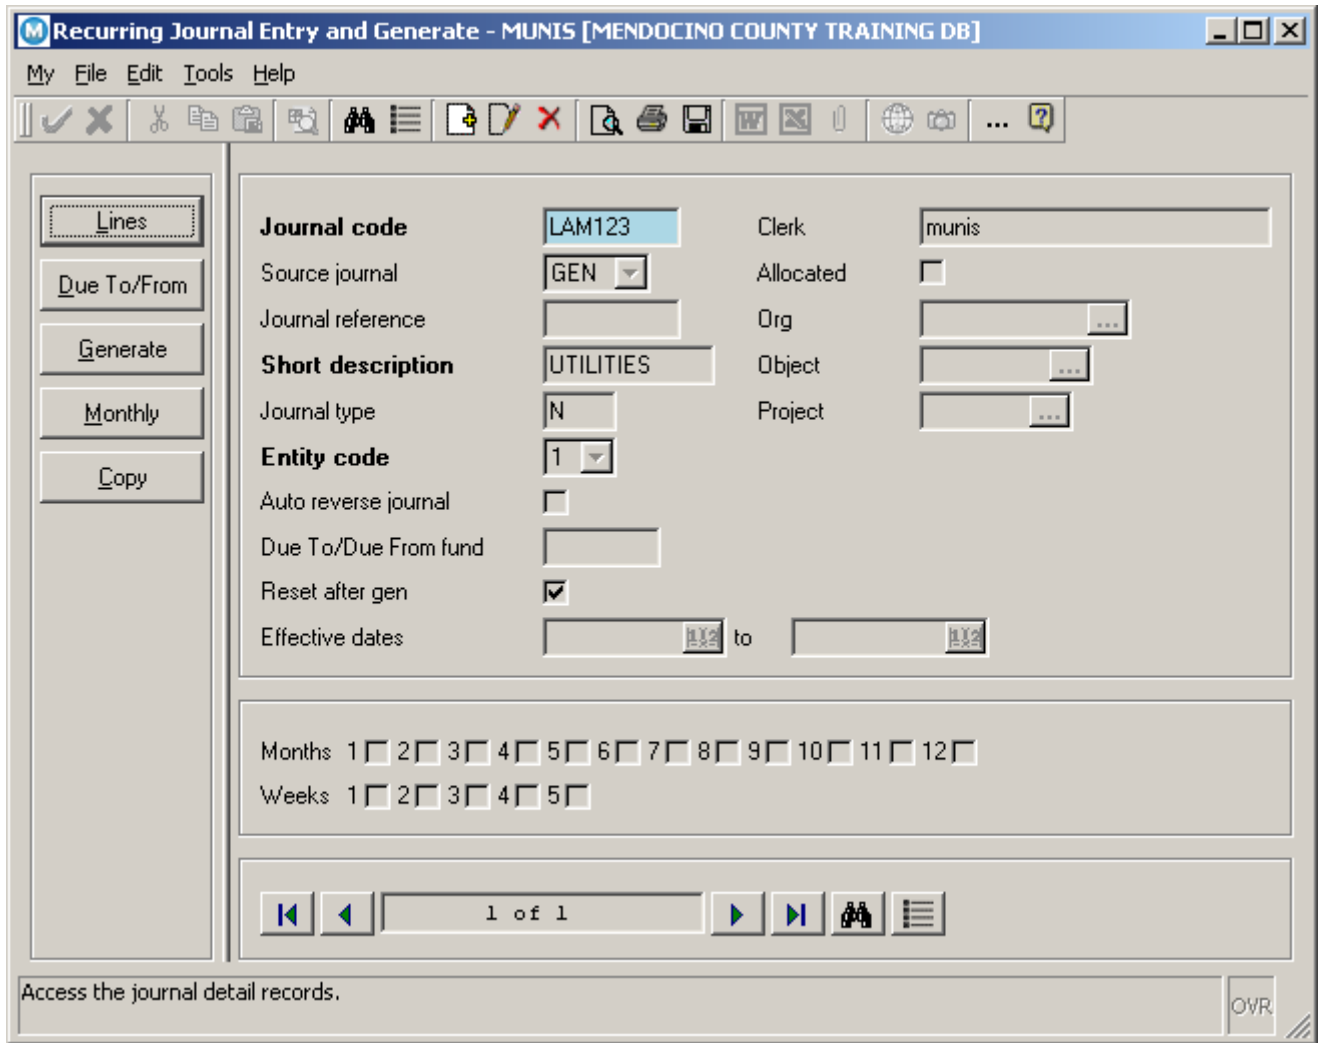 Recurring Journal Entry and Generate - MUNIS [MENDOCINO COUNTY TRAINING DB]
My File Edit Tools Help
Lines
Due To/From
Generate
Monthly
Copy
Journal code LAM123 Clerk munis
Source journal GEN Allocated
Journal reference Org ...
Short description UTILITIES Object ...
Journal type N Project ...
Entity code 1
Auto reverse journal
Due To/Due From fund
Reset after gen
Effective dates to
Months 1 2 3 4 5 6 7 8 9 10 11 12
Weeks 1 2 3 4 5
1 of 1
Access the journal detail records.
OVR